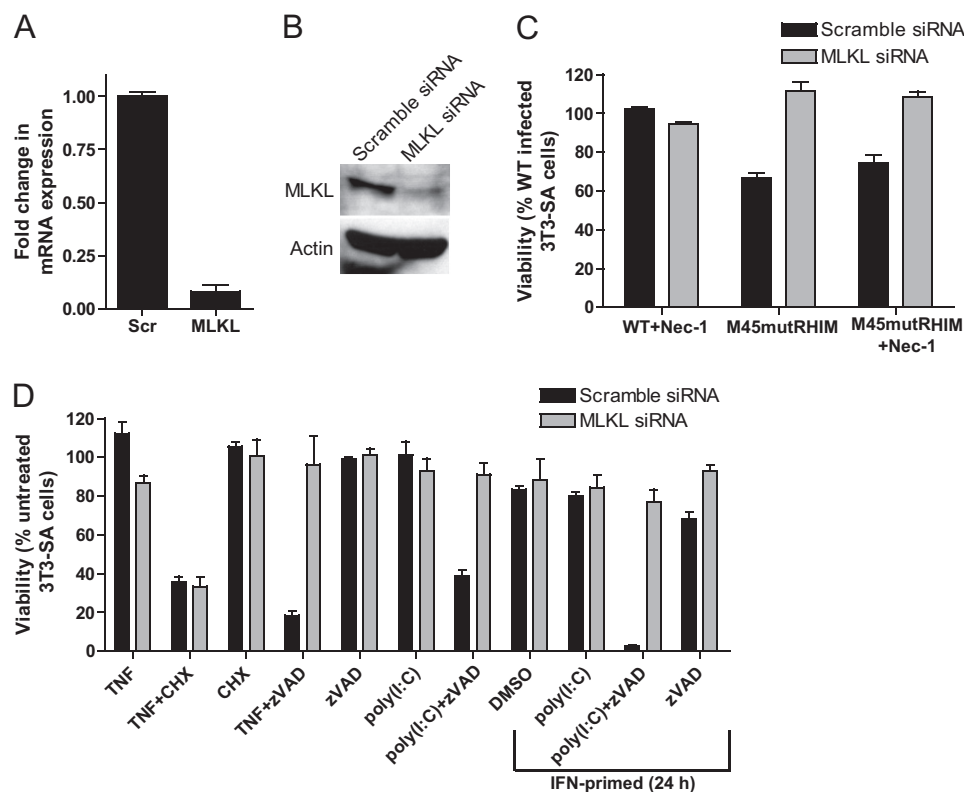 A
Fold change in
mRNA expression
1.00
0.75
0.50
0.25
0.00
Scr
MLKL
B
Scramble siRNA
MLKL siRNA
MLKL
Actin
C
Scramble siRNA
MLKL siRNA
Viability (% WT infected
3T3-SA cells)
120
100
80
60
40
20
0
WT+Nec-1
M45mutRHIM
M45mutRHIM
+Nec-1
D
Scramble siRNA
MLKL siRNA
Viability (% untreated
3T3-SA cells)
120
100
80
60
40
20
0
TNF
TNF+CHX
CHX
TNF+zVAD
zVAD
poly(I:C)
poly(I:C)+zVAD
DMSO
poly(I:C)
poly(I:C)+zVAD
zVAD
IFN-primed (24 h)